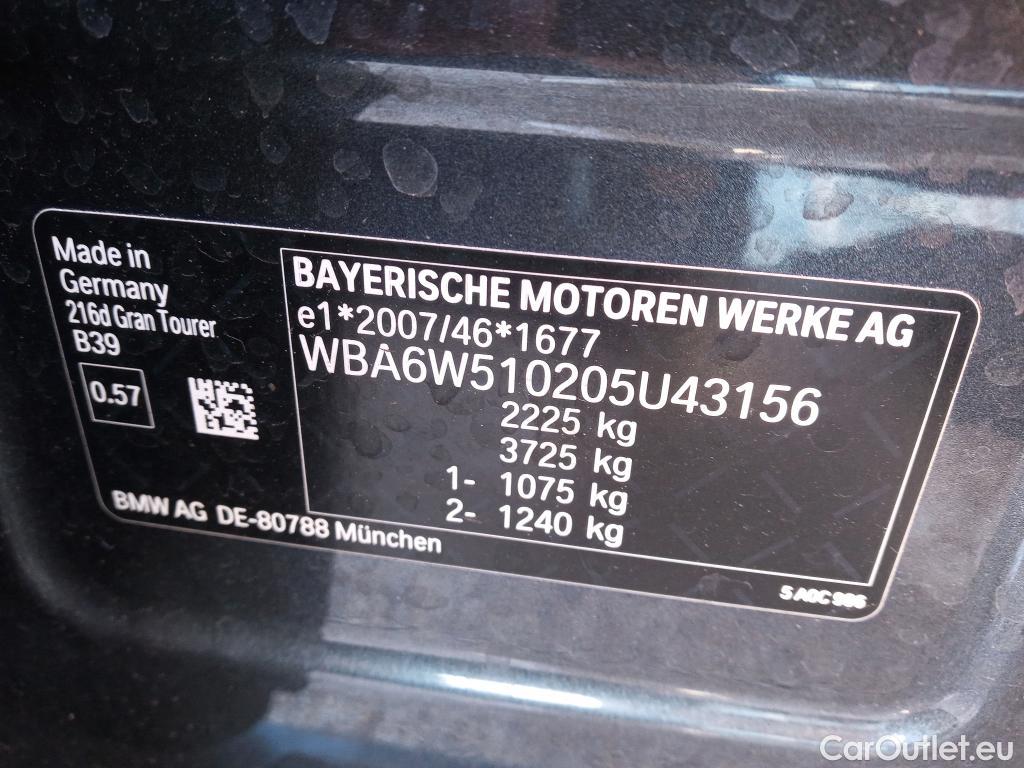 Made in
Germany
216d Gran Tourer
B39
0.57
BAYERISCHE MOTOREN WERKE AG
e1*2007/46*1677
WBA6W510205U43156
2225 kg
3725 kg
1- 1075 kg
2- 1240 kg
BMW AG DE-80788 München
5 A0C 986
CarOutlet.eu